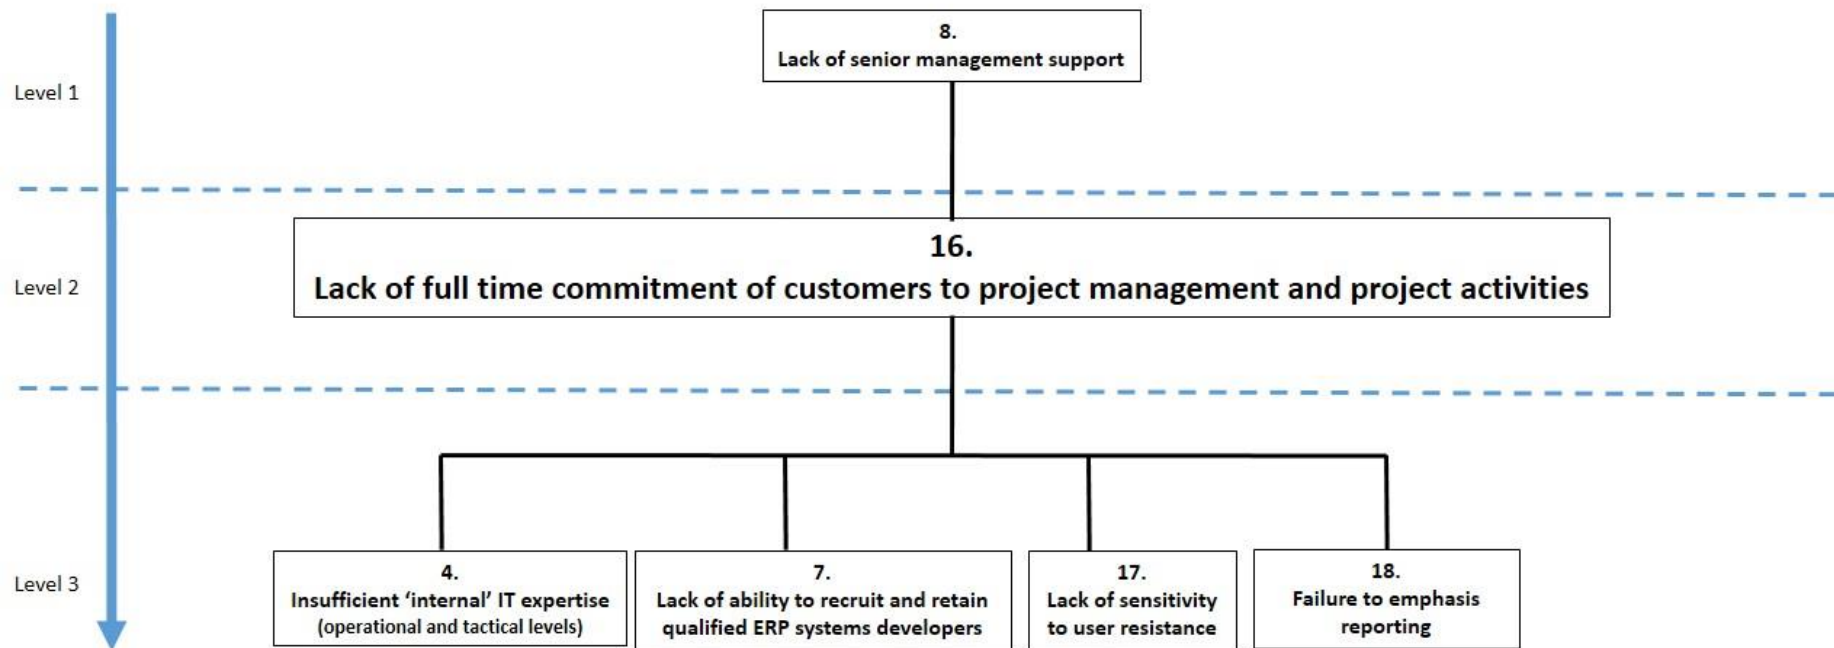 8.
Lack of senior management support
Level 1
16.
Lack of full time commitment of customers to project management and project activities
Level 2
4.
Insufficient ‘internal’ IT expertise
(operational and tactical levels)
7.
Lack of ability to recruit and retain
qualified ERP systems developers
17.
Lack of sensitivity
to user resistance
18.
Failure to emphasis
reporting
Level 3